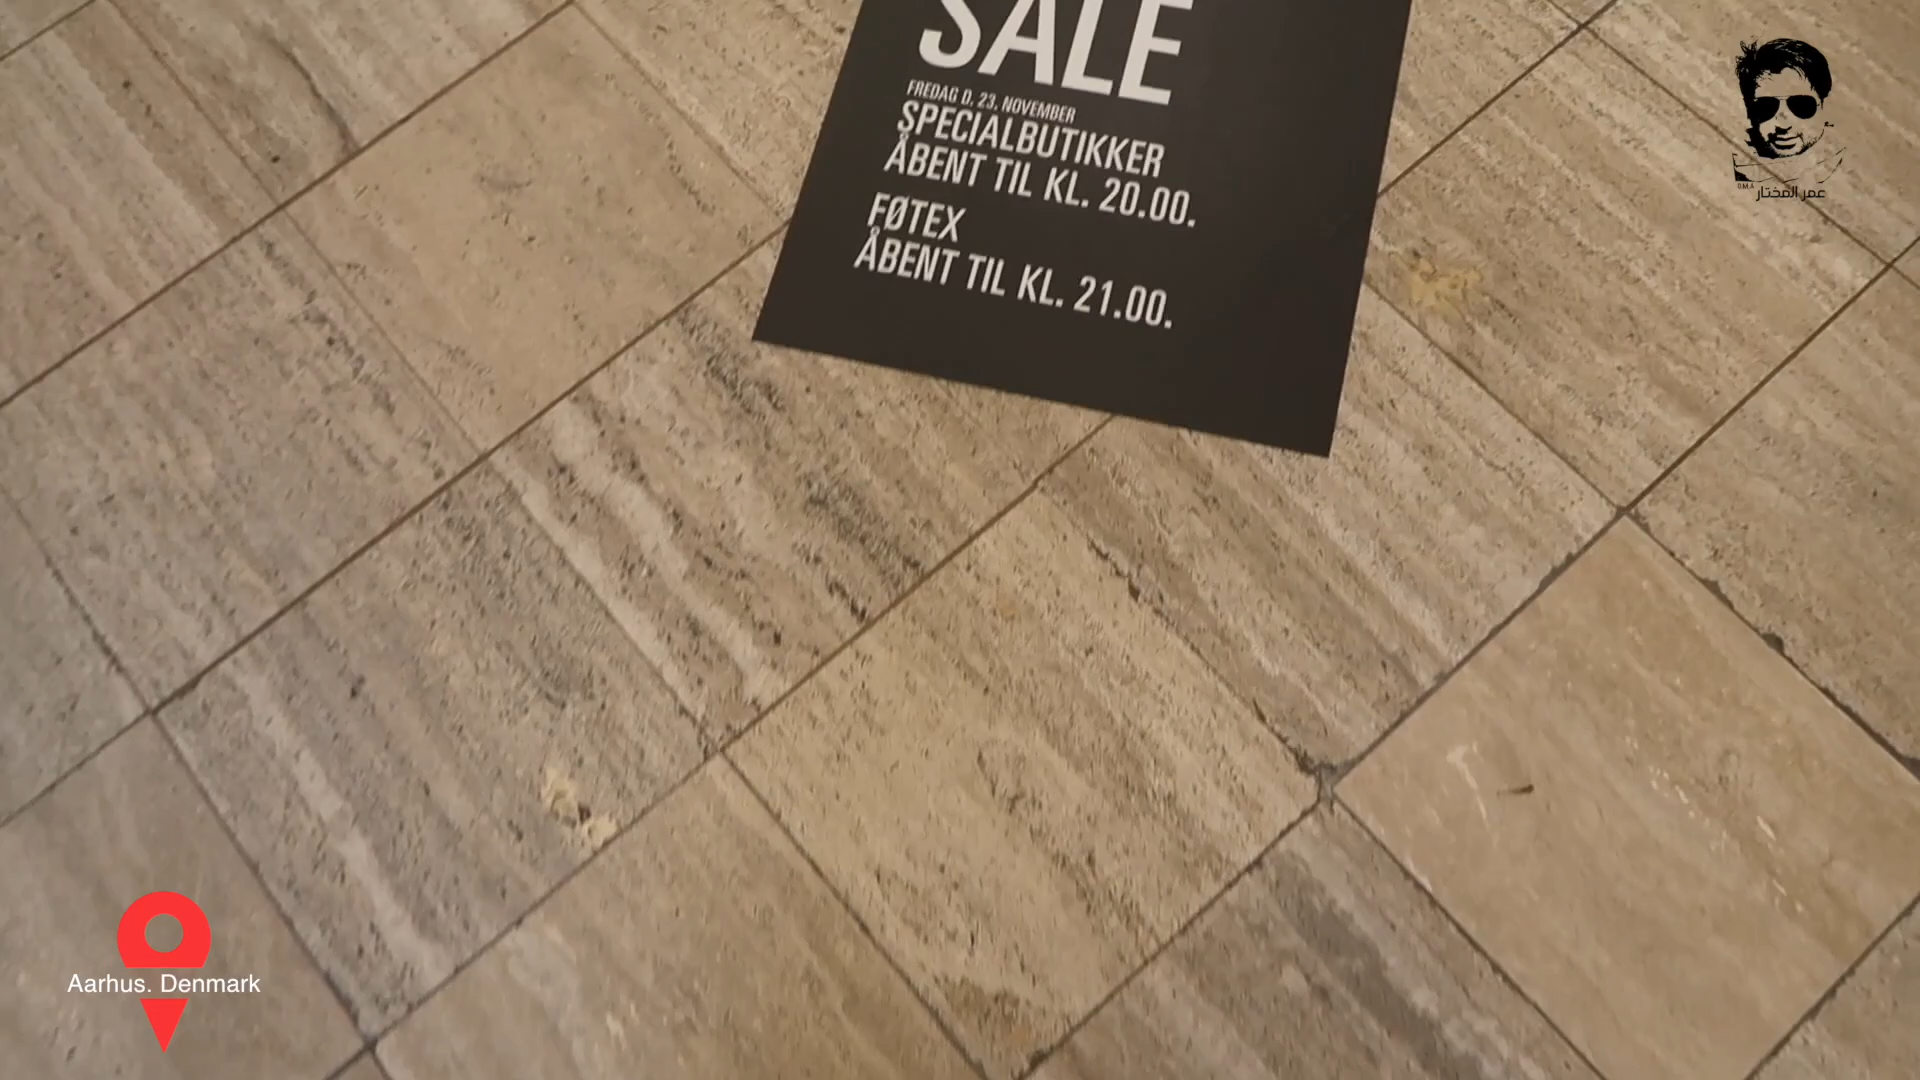 SALE
FREDAG D. 23. NOVEMBER
SPECIALBUTIKKER
ÅBENT TIL KL. 20.00.
FØTEX
ÅBENT TIL KL. 21.00.
O.M.A عمر المختار
Aarhus. Denmark